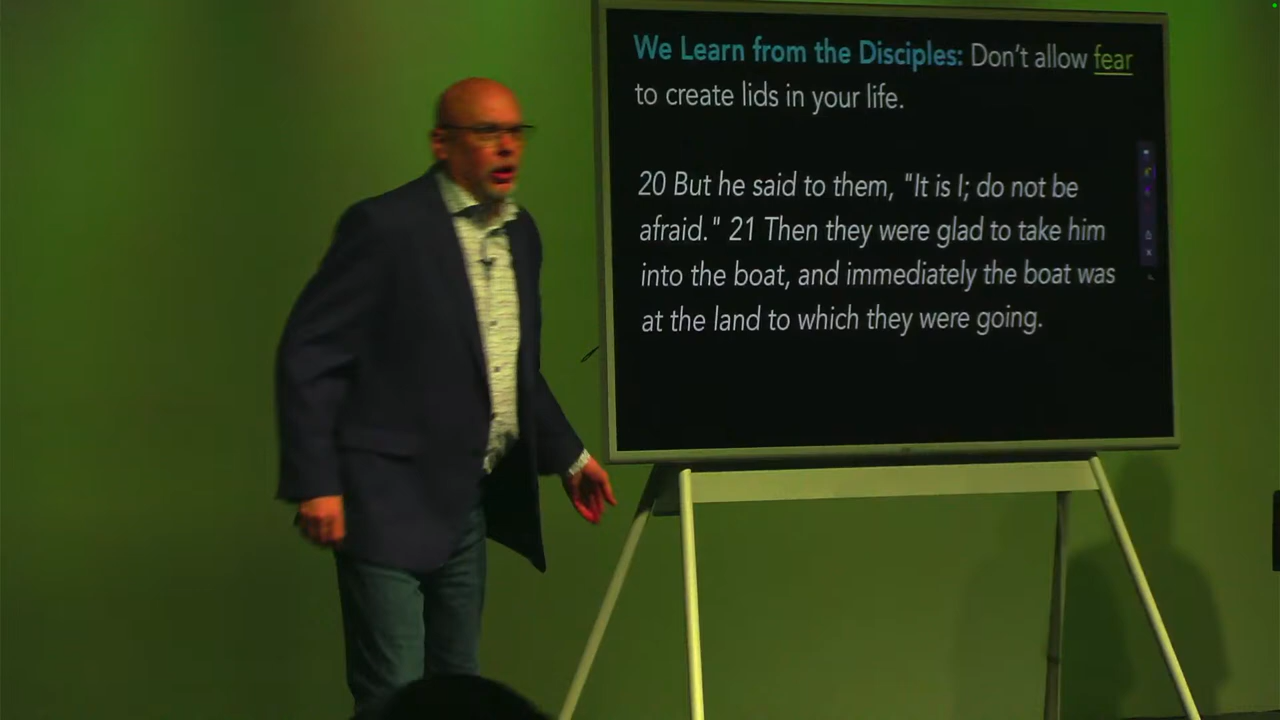 We Learn from the Disciples: Don't allow fear
to create lids in your life.
20 But he said to them, "It is I; do not be
afraid." 21 Then they were glad to take him
into the boat, and immediately the boat was
at the land to which they were going.